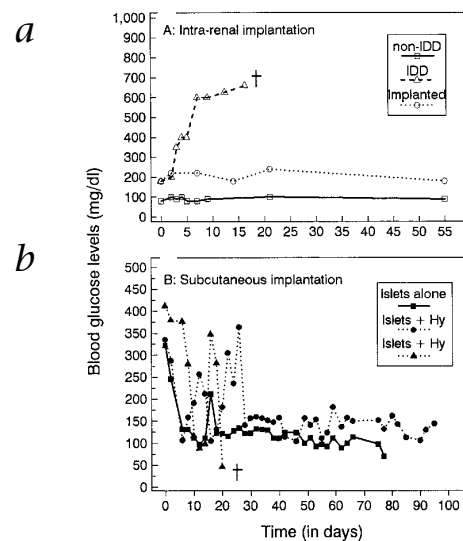 a
A: Intra-renal implantation
1,000
900
800
700
600
500
400
300
200
100
0
non-IDD
IDD
Implanted
†
0 5 10 15 20 25 30 35 40 45 50 55
b
Blood glucose levels (mg/dl)
B: Subcutaneous implantation
500
450
400
350
300
250
200
150
100
50
0
islets alone
Islets + Hy
Islets + Hy
†
0 10 20 30 40 50 60 70 80 90 100
Time (in days)